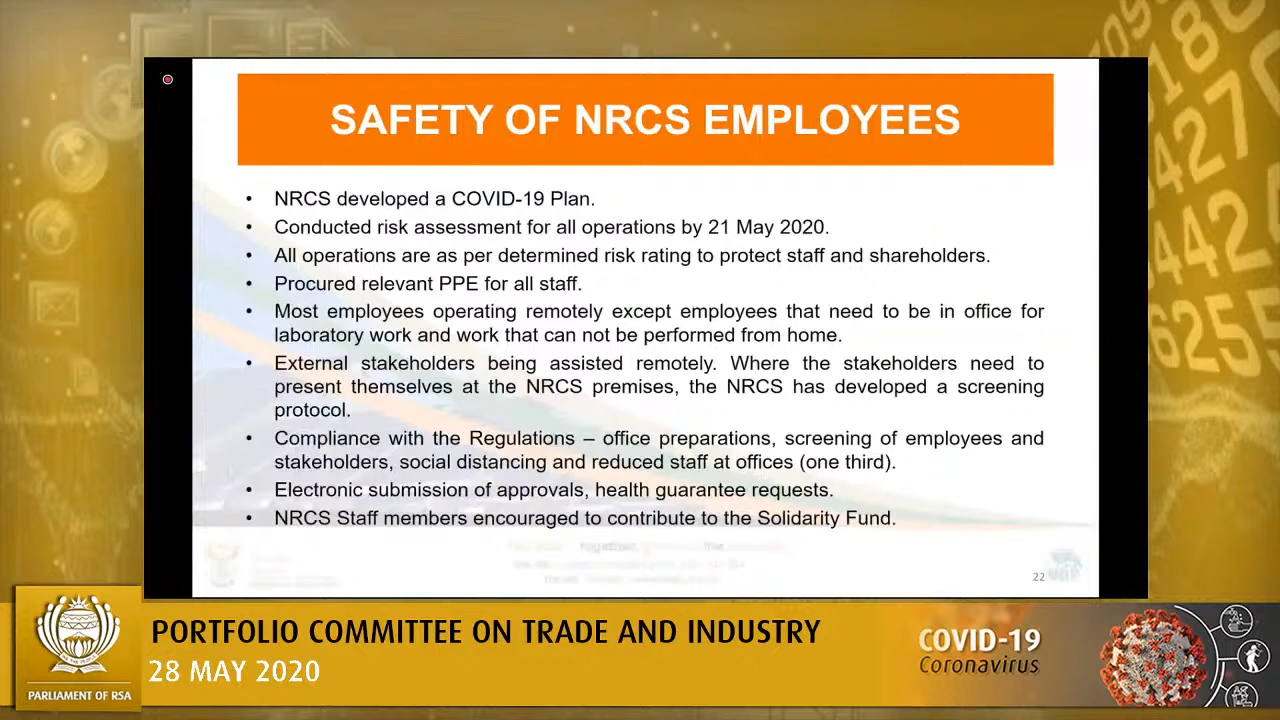 SAFETY OF NRCS EMPLOYEES
• NRCS developed a COVID-19 Plan.
• Conducted risk assessment for all operations by 21 May 2020.
• All operations are as per determined risk rating to protect staff and shareholders.
• Procured relevant PPE for all staff.
• Most employees operating remotely except employees that need to be in office for
laboratory work and work that can not be performed from home.
• External stakeholders being assisted remotely. Where the stakeholders need to
present themselves at the NRCS premises, the NRCS has developed a screening
protocol.
• Compliance with the Regulations – office preparations, screening of employees and
stakeholders, social distancing and reduced staff at offices (one third).
• Electronic submission of approvals, health guarantee requests.
• NRCS Staff members encouraged to contribute to the Solidarity Fund.
22
PORTFOLIO COMMITTEE ON TRADE AND INDUSTRY
28 MAY 2020
PARLIAMENT OF RSA
COVID-19
Coronavirus